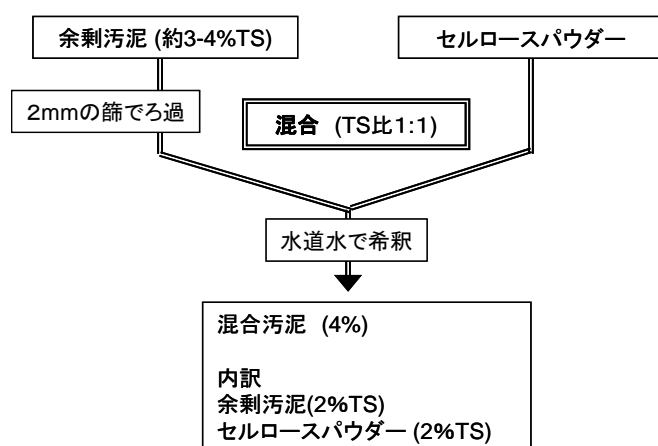 余剰汚泥 (約3-4%TS)
セルロースパウダー
2mmの篩でろ過
混合 (TS比1:1)
水道水で希釈
混合汚泥 (4%)
内訳
余剰汚泥(2%TS)
セルロースパウダー (2%TS)